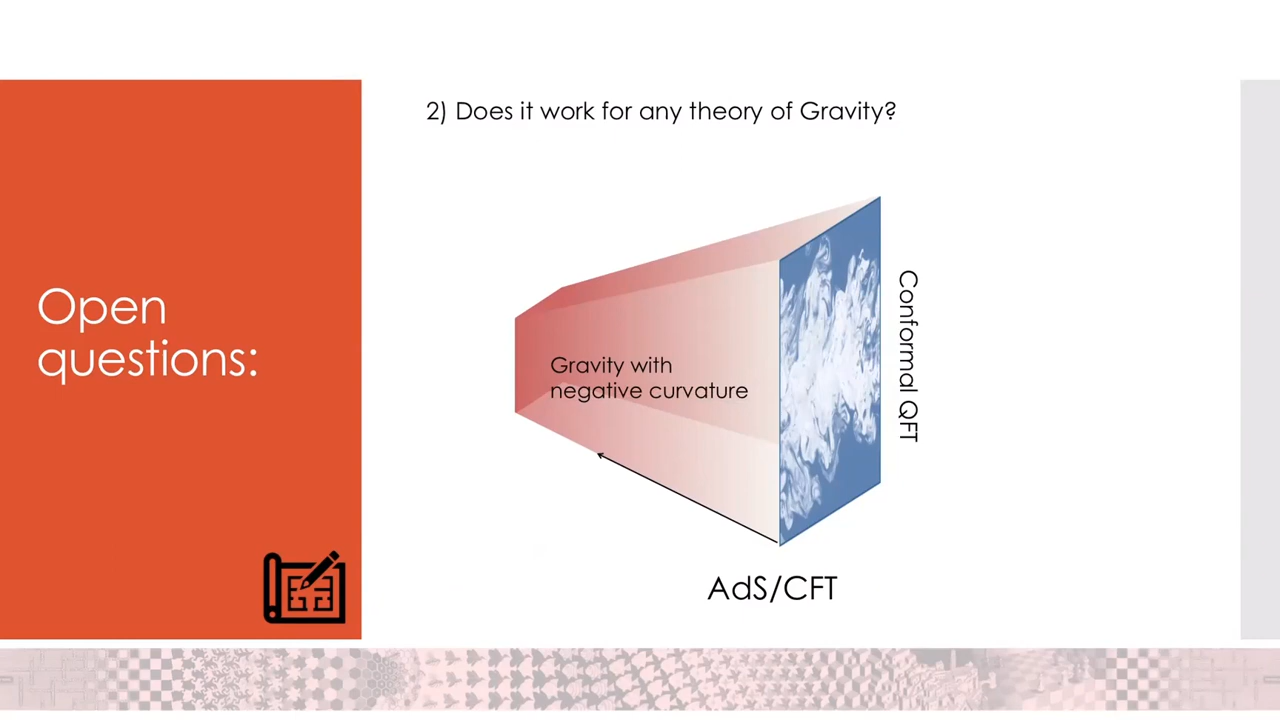 2) Does it work for any theory of Gravity?
Open
questions:
Gravity with
negative curvature
Conformal QFT
AdS/CFT